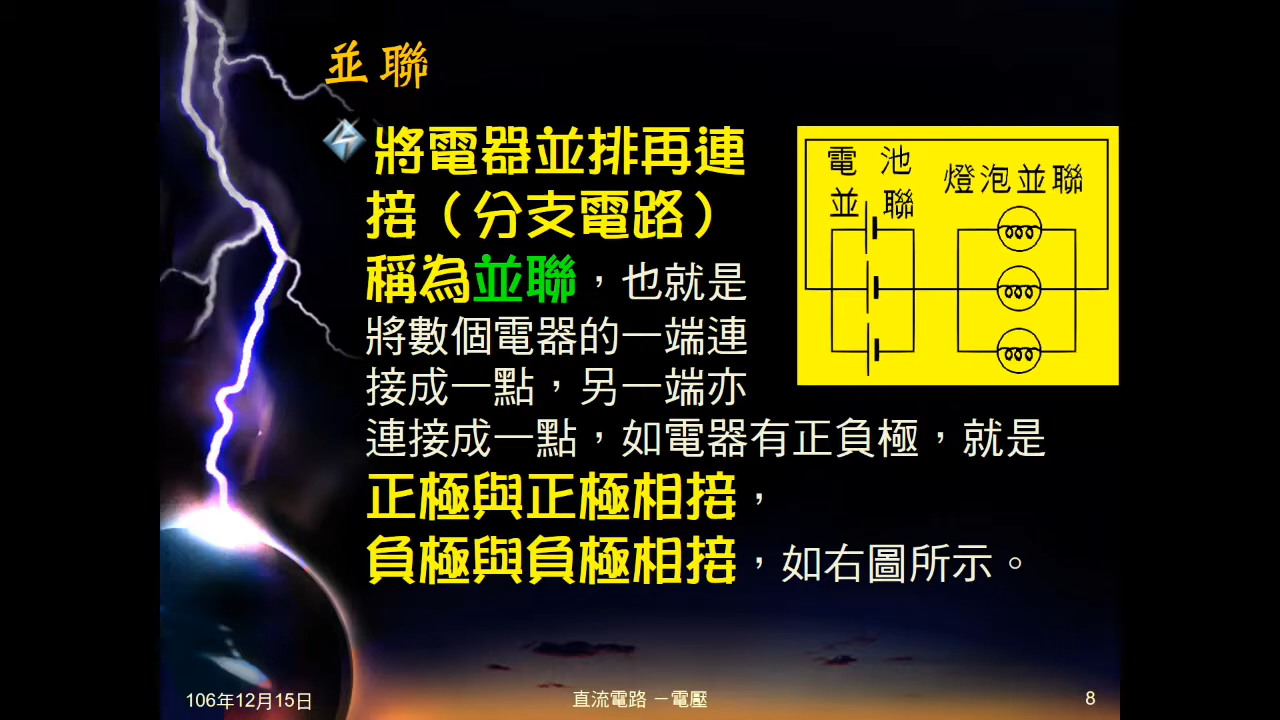 並聯
將電器並排再連
接（分支電路）
稱為並聯，也就是
將數個電器的一端連
接成一點，另一端亦
連接成一點，如電器有正負極，就是
正極與正極相接，
負極與負極相接，如右圖所示。
電池
並聯
燈泡並聯
106年12月15日
直流電路 －電壓
8